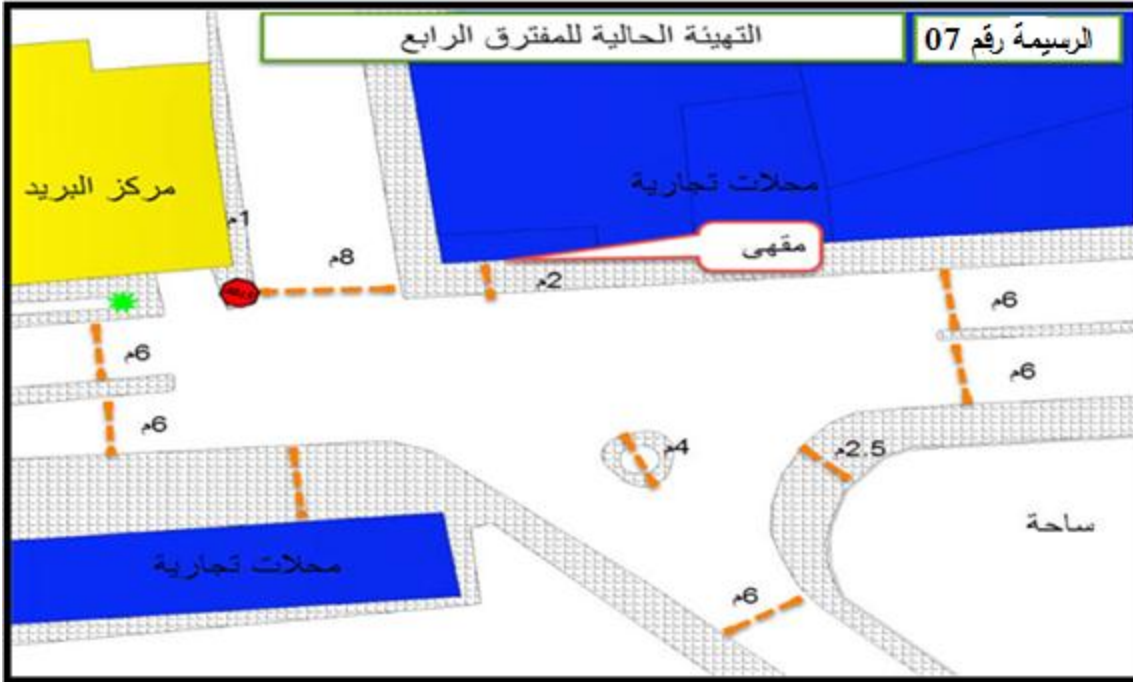 الرسيمة رقم 07
التهيئة الحالية للمفترق الرابع
مركز البريد
محلات تجارية
مقهى
1م
8م
2م
6م
6م
6م
6م
4م
2.5م
ساحة
محلات تجارية
6م